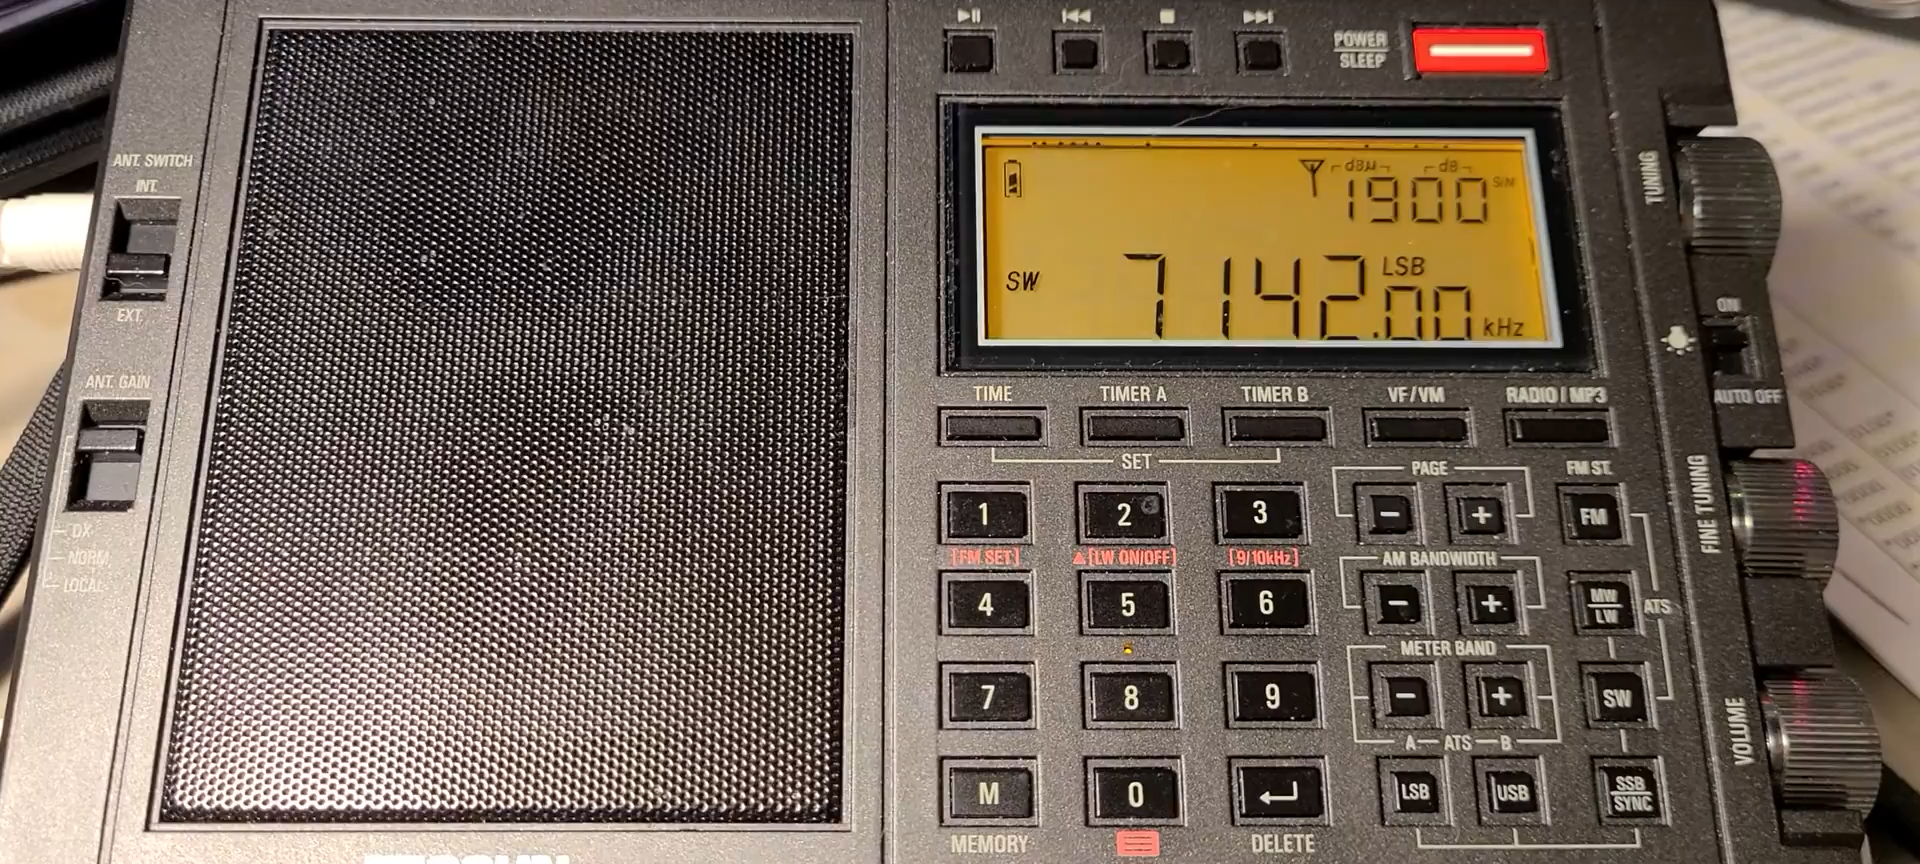 POWER
SLEEP
ANT. SWITCH
INT.
EXT.
ANT. GAIN
DX
NORM
LOCAL
dBµ
dB
1900
S/N
SW
7142.00
LSB
kHz
TUNING
ON
AUTO OFF
FINE TUNING
VOLUME
TIME
TIMER A
TIMER B
VF/VM
RADIO / MP3
SET
PAGE
FM ST.
1
2
3
−
+
FM
[FM SET]
▲[LW ON/OFF]
[9/10kHz]
AM BANDWIDTH
4
5
6
−
+
MW
LW
ATS
METER BAND
7
8
9
−
+
SW
A
ATS
B
M
0
LSB
USB
SSB
SYNC
MEMORY
DELETE